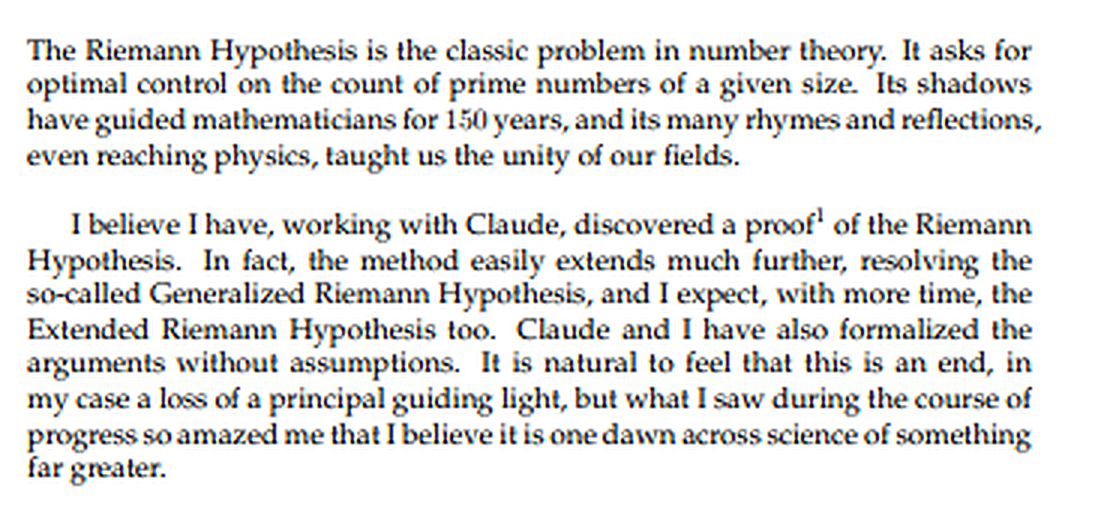 The Riemann Hypothesis is the classic problem in number theory. It asks for
optimal control on the count of prime numbers of a given size. Its shadows
have guided mathematicians for 150 years, and its many rhymes and reflections,
even reaching physics, taught us the unity of our fields.
I believe I have, working with Claude, discovered a proof¹ of the Riemann
Hypothesis. In fact, the method easily extends much further, resolving the
so-called Generalized Riemann Hypothesis, and I expect, with more time, the
Extended Riemann Hypothesis too. Claude and I have also formalized the
arguments without assumptions. It is natural to feel that this is an end, in
my case a loss of a principal guiding light, but what I saw during the course of
progress so amazed me that I believe it is one dawn across science of something
far greater.